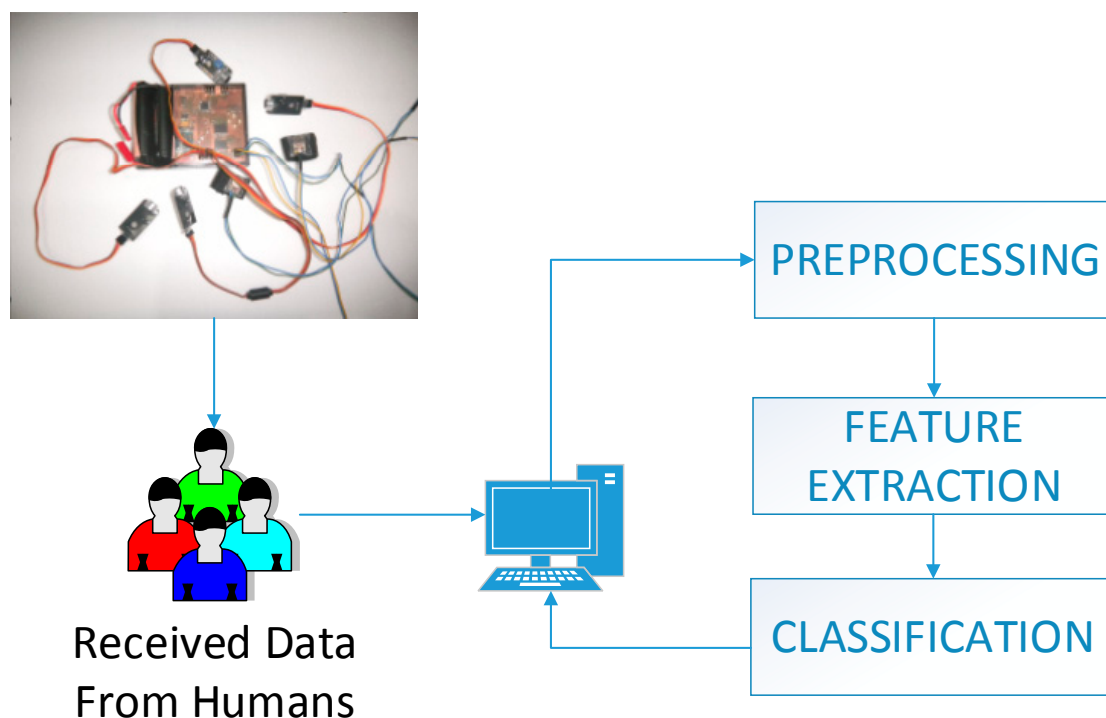 PREPROCESSING
FEATURE
EXTRACTION
CLASSIFICATION
Received Data
From Humans